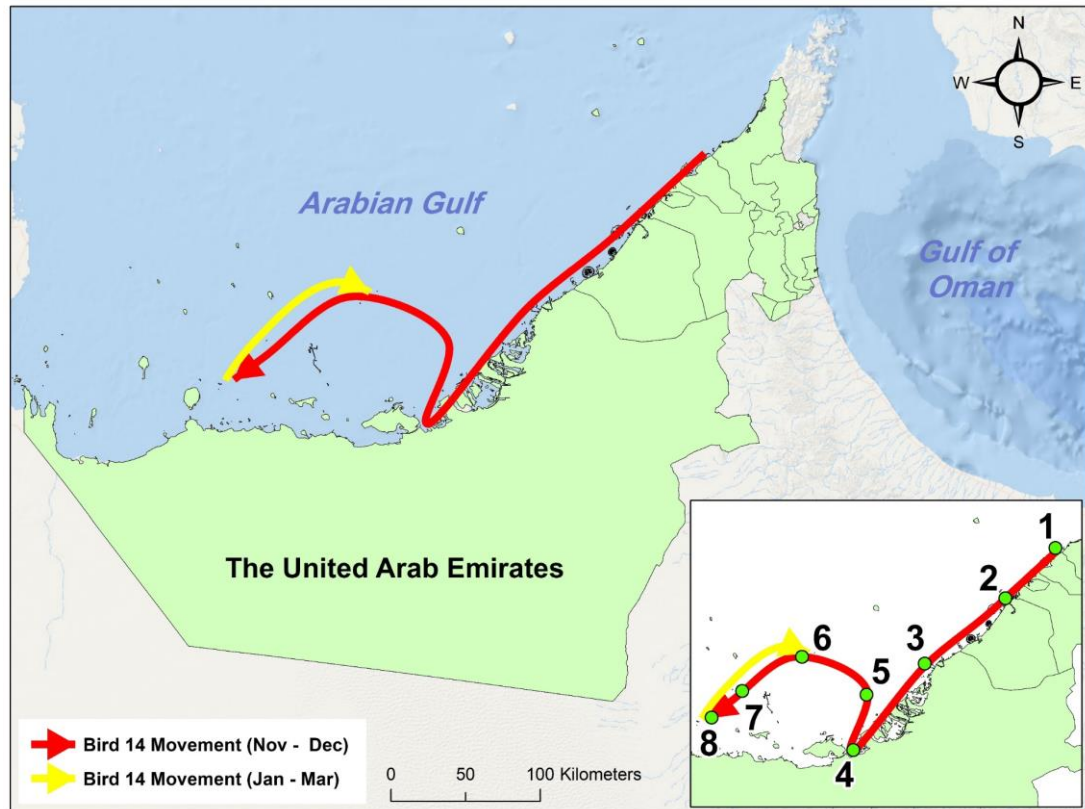 N
W E
S
Arabian Gulf
Gulf of
Oman
The United Arab Emirates
Bird 14 Movement (Nov - Dec)
Bird 14 Movement (Jan - Mar)
0 50 100 Kilometers
1
2
3
6
5
7
8
4